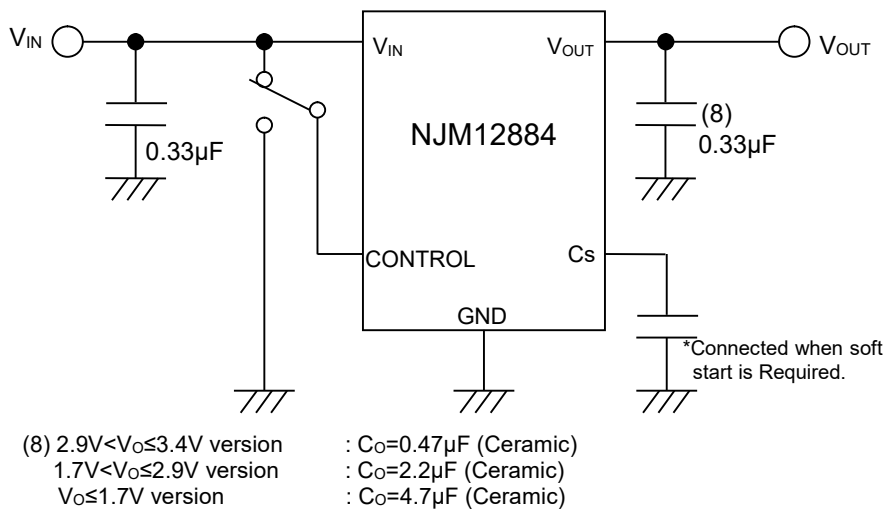 VIN
VIN
VOUT
VOUT
NJM12884
(8)
0.33µF
0.33µF
CONTROL
Cs
GND
*Connected when soft
start is Required.
(8) 2.9V<VO≤3.4V version : CO=0.47µF (Ceramic)
1.7V<VO≤2.9V version : CO=2.2µF (Ceramic)
VO≤1.7V version : CO=4.7µF (Ceramic)